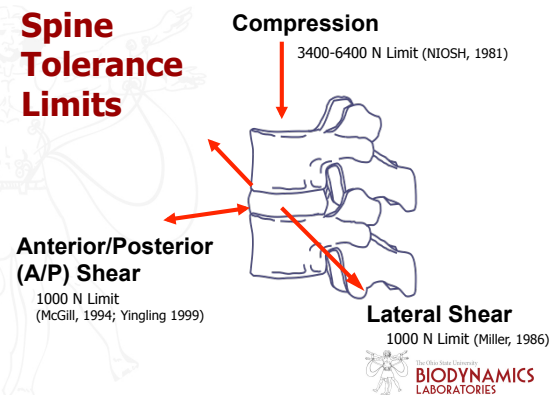 Spine
Tolerance
Limits
Compression
3400-6400 N Limit (NIOSH, 1981)
Anterior/Posterior
(A/P) Shear
1000 N Limit
(McGill, 1994; Yingling 1999)
Lateral Shear
1000 N Limit (Miller, 1986)
The Ohio State University
BIODYNAMICS
LABORATORIES